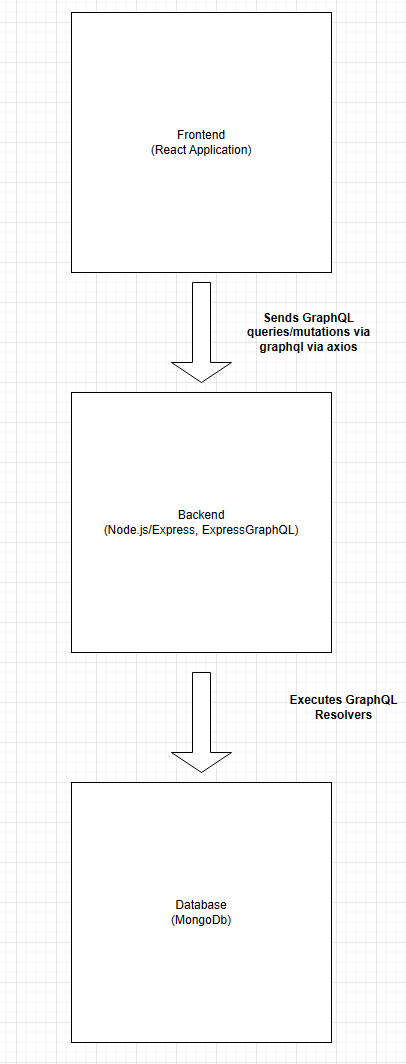 Frontend
(React Application)
Sends GraphQL
queries/mutations via
graphql via axios
Backend
(Node.js/Express, ExpressGraphQL)
Executes GraphQL
Resolvers
Database
(MongoDb)